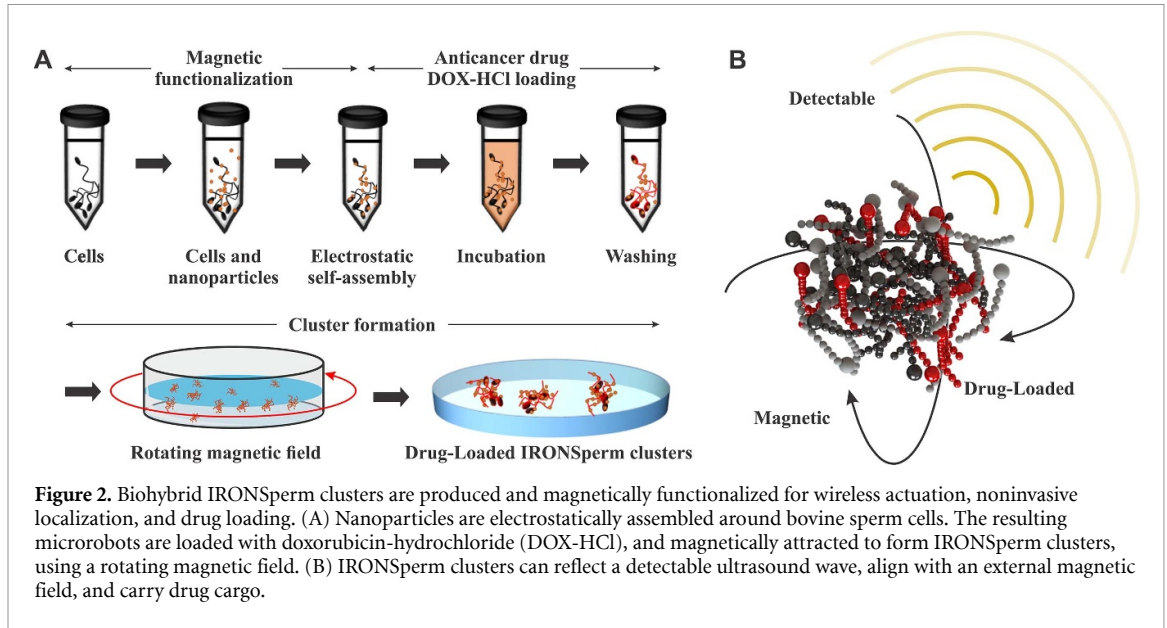 A
Magnetic
functionalization
Anticancer drug
DOX-HCl loading
Cells
Cells and
nanoparticles
Electrostatic
self-assembly
Incubation
Washing
Cluster formation
Rotating magnetic field
Drug-Loaded IRONSperm clusters
B
Detectable
Drug-Loaded
Magnetic
Figure 2. Biohybrid IRONSperm clusters are produced and magnetically functionalized for wireless actuation, noninvasive
localization, and drug loading. (A) Nanoparticles are electrostatically assembled around bovine sperm cells. The resulting
microrobots are loaded with doxorubicin-hydrochloride (DOX-HCl), and magnetically attracted to form IRONSperm clusters,
using a rotating magnetic field. (B) IRONSperm clusters can reflect a detectable ultrasound wave, align with an external magnetic
field, and carry drug cargo.